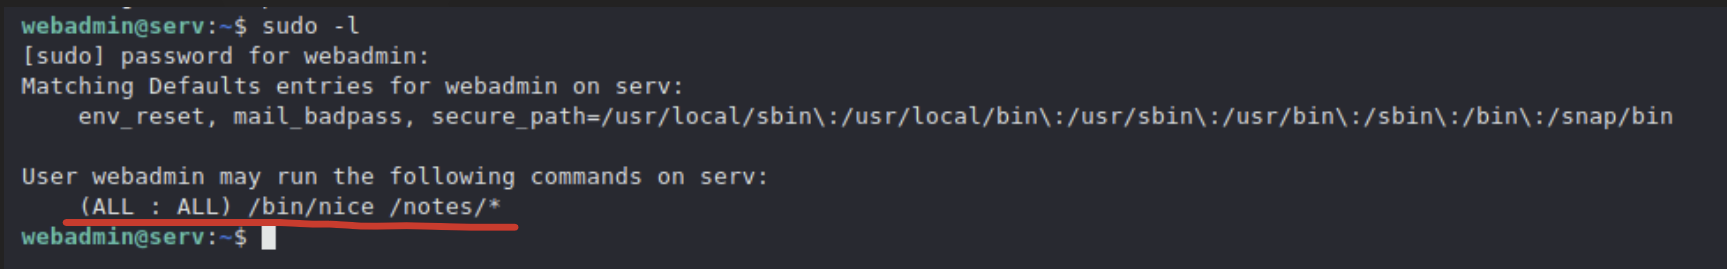 webadmin@serv:~$ sudo -l
[sudo] password for webadmin:
Matching Defaults entries for webadmin on serv:
    env_reset, mail_badpass, secure_path=/usr/local/sbin\:/usr/local/bin\:/usr/sbin\:/usr/bin\:/sbin\:/bin\:/snap/bin

User webadmin may run the following commands on serv:
    (ALL : ALL) /bin/nice /notes/*
webadmin@serv:~$